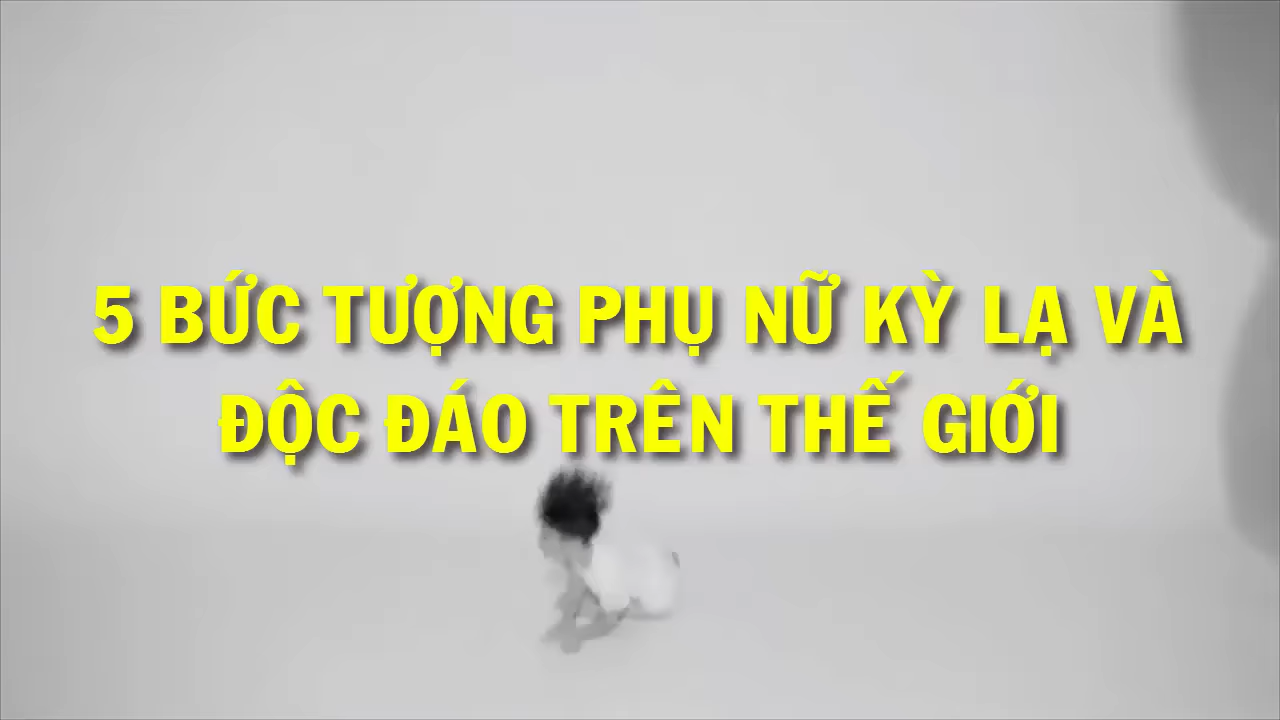 5 BỨC TƯỢNG PHỤ NỮ KỲ LẠ VÀ
ĐỘC ĐÁO TRÊN THẾ GIỚI